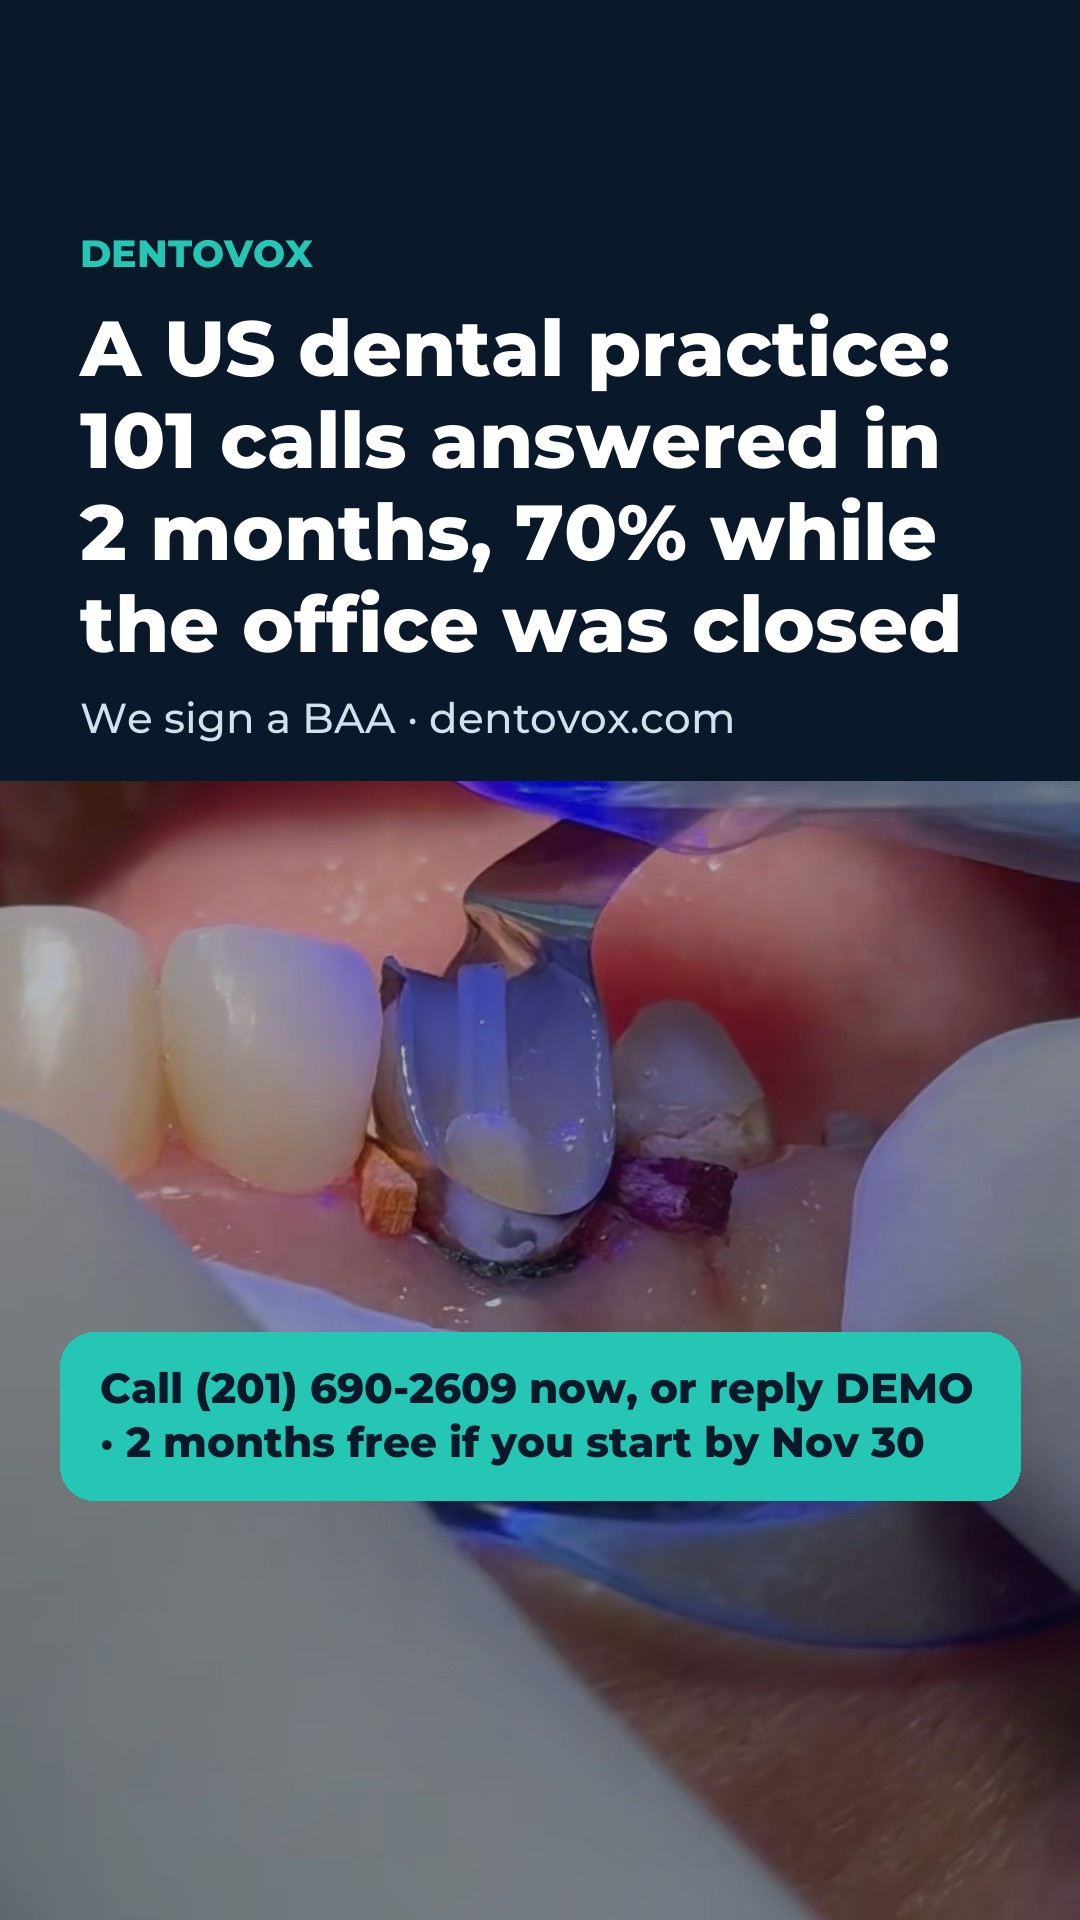 DENTOVOX
A US dental practice:
101 calls answered in
2 months, 70% while
the office was closed
We sign a BAA · dentovox.com
Call (201) 690-2609 now, or reply DEMO
· 2 months free if you start by Nov 30